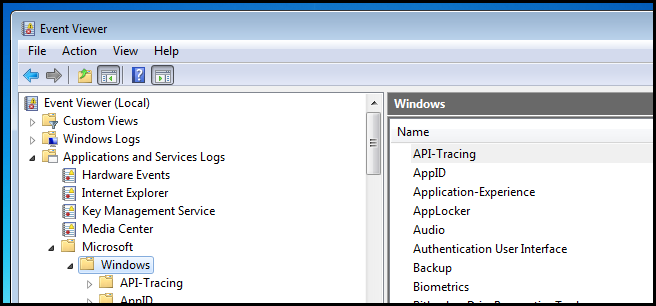 Event Viewer
File Action View Help
Event Viewer (Local)
Custom Views
Windows Logs
Applications and Services Logs
Hardware Events
Internet Explorer
Key Management Service
Media Center
Microsoft
Windows
API-Tracing
AppID
Windows
Name
API-Tracing
AppID
Application-Experience
AppLocker
Audio
Authentication User Interface
Backup
Biometrics